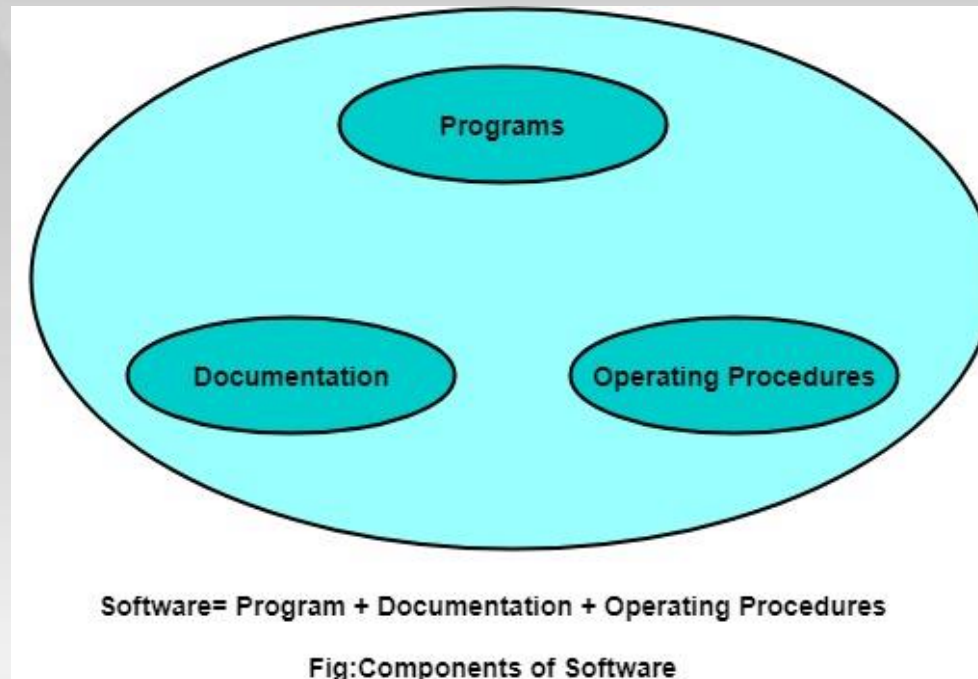 Programs
Documentation
Operating Procedures
Software= Program + Documentation + Operating Procedures
Fig:Components of Software